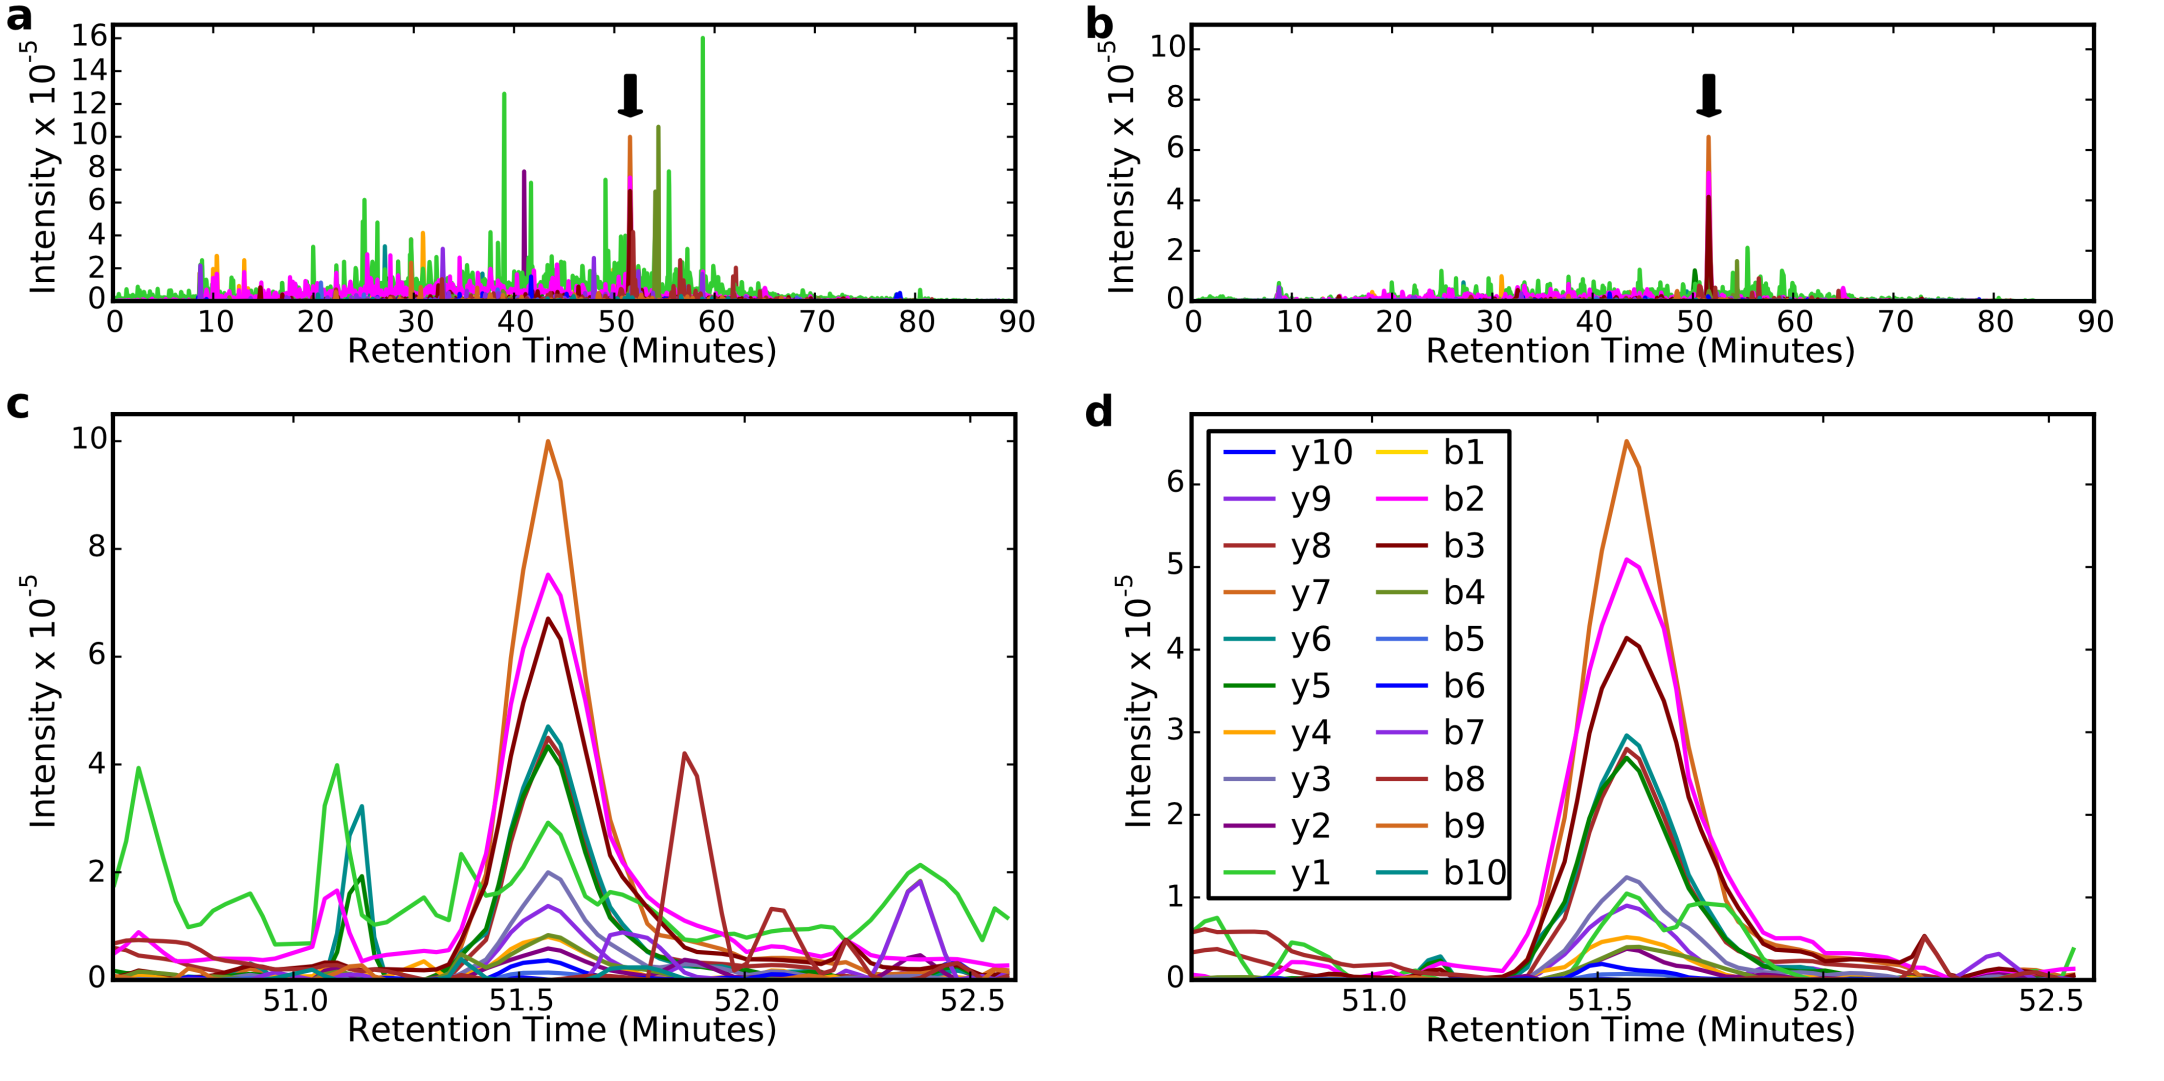 a
Intensity x 10-5
16
14
12
10
8
6
4
2
0
0 10 20 30 40 50 60 70 80 90
Retention Time (Minutes)
b
Intensity x 10-5
10
8
6
4
2
0
0 10 20 30 40 50 60 70 80 90
Retention Time (Minutes)
c
Intensity x 10-5
10
8
6
4
2
0
51.0 51.5 52.0 52.5
Retention Time (Minutes)
d
Intensity x 10-5
6
5
4
3
2
1
0
y10 b1
y9 b2
y8 b3
y7 b4
y6 b5
y5 b6
y4 b7
y3 b8
y2 b9
y1 b10
51.0 51.5 52.0 52.5
Retention Time (Minutes)